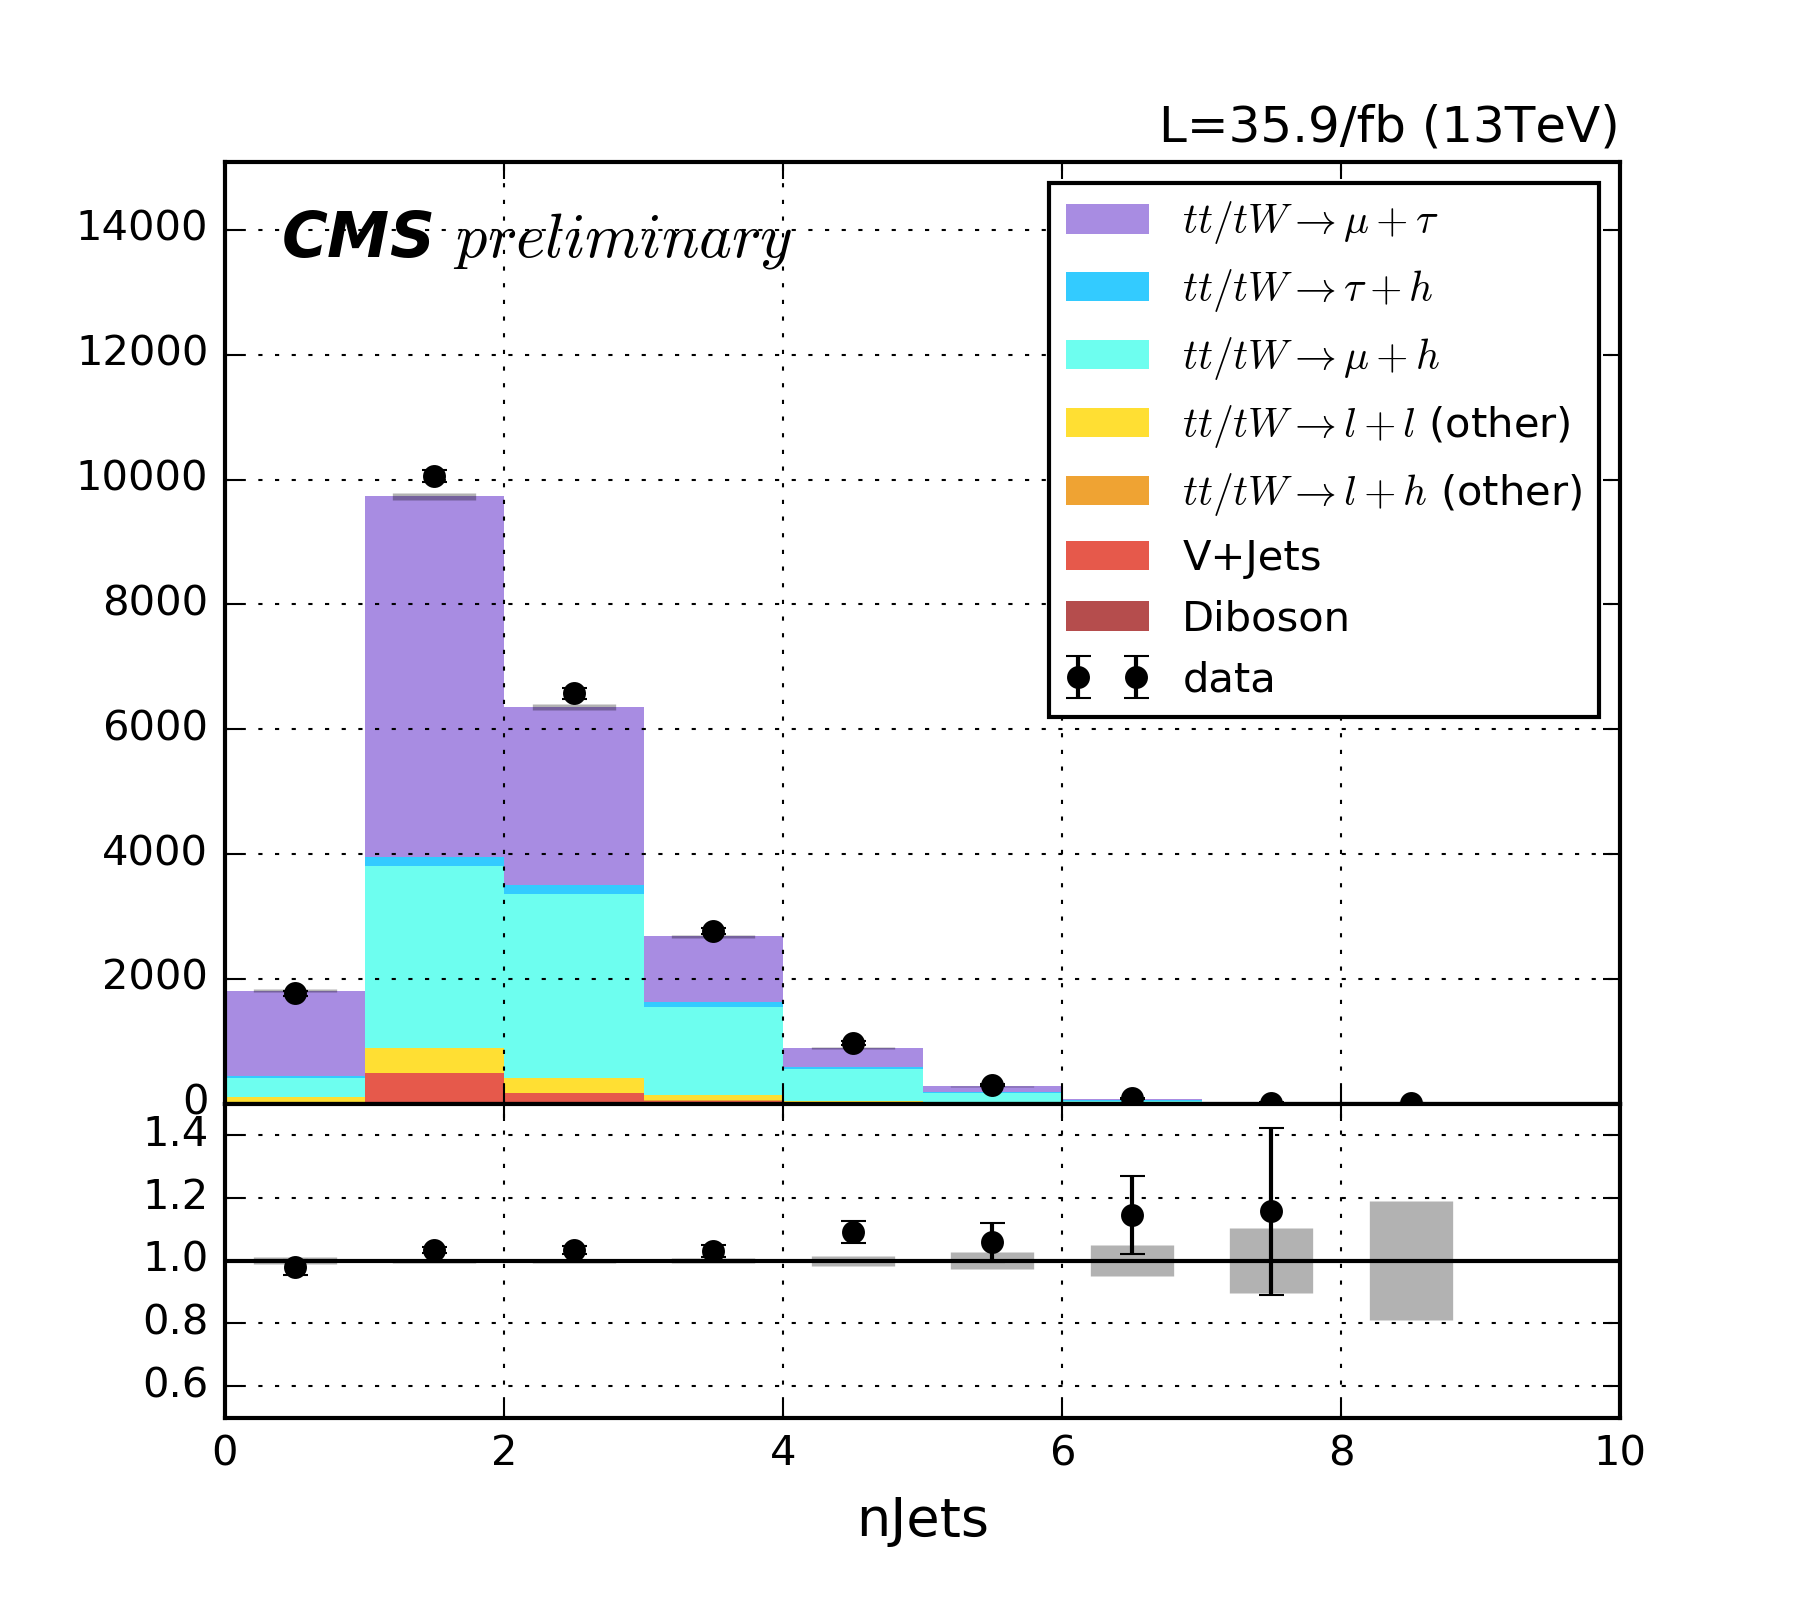 L=35.9/fb (13TeV)
CMS preliminary
14000
12000
10000
8000
6000
4000
2000
0
tt/tW → μ + τ
tt/tW → τ + h
tt/tW → μ + h
tt/tW → l + l (other)
tt/tW → l + h (other)
V+Jets
Diboson
data
1.4
1.2
1.0
0.8
0.6
0 2 4 6 8 10
nJets